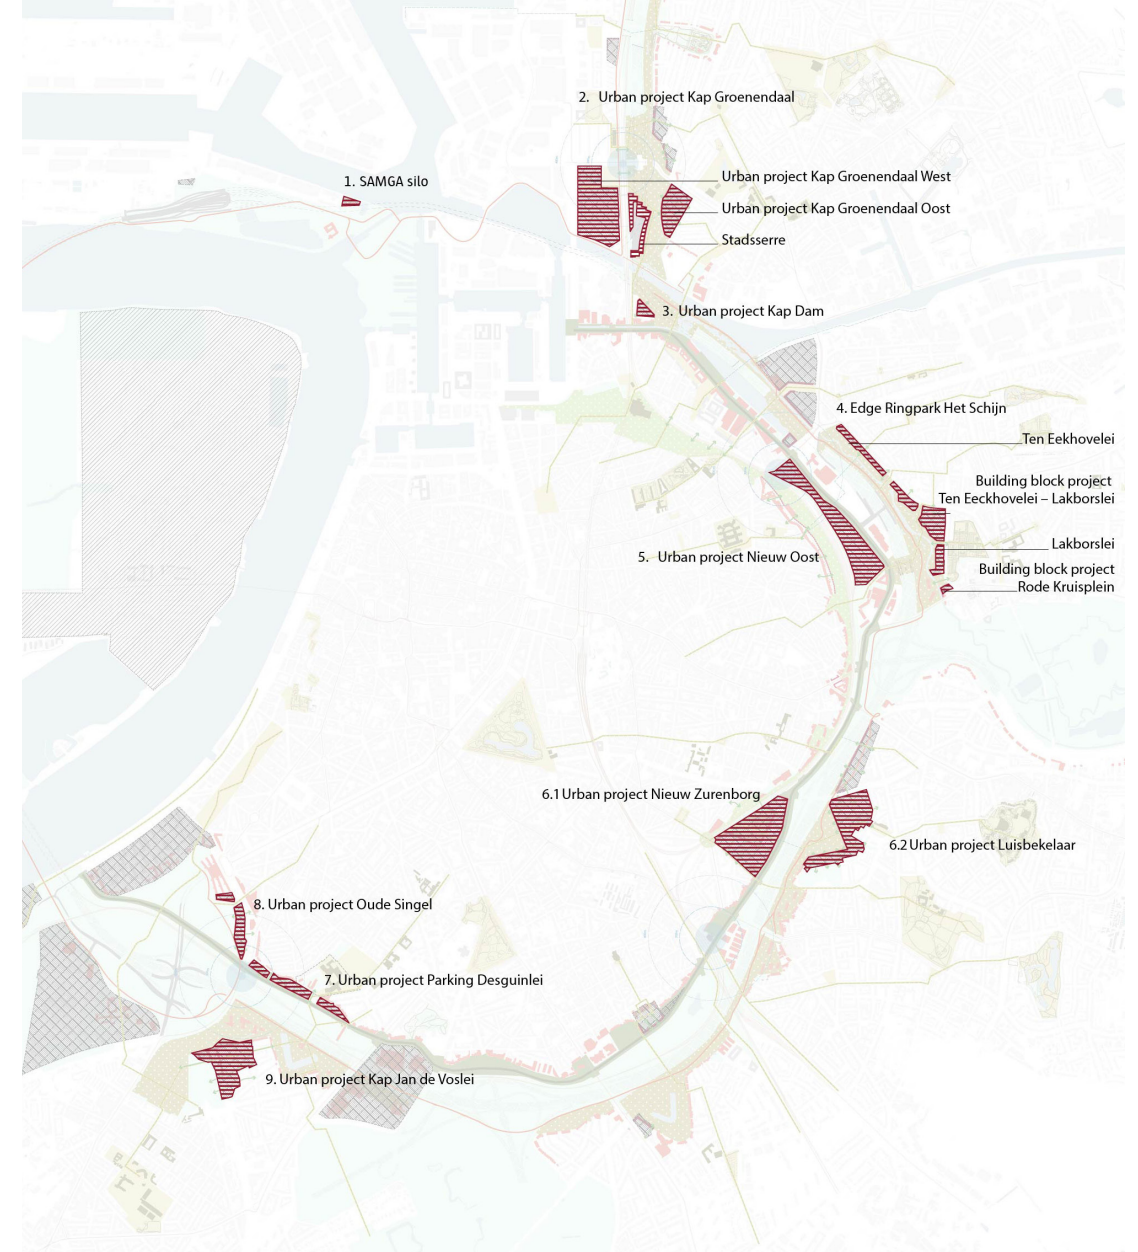 2. Urban project Kap Groenendaal
Urban project Kap Groenendaal West
1. SAMGA silo
Urban project Kap Groenendaal Oost
Stadsserre
3. Urban project Kap Dam
4. Edge Ringpark Het Schijn
Ten Eekhovelei
Building block project
Ten Eeckhovelei – Lakborslei
Lakborslei
5. Urban project Nieuw Oost
Building block project
Rode Kruisplein
6.1 Urban project Nieuw Zurenborg
6.2 Urban project Luisbekelaar
8. Urban project Oude Singel
7. Urban project Parking Desguinlei
9. Urban project Kap Jan de Voslei